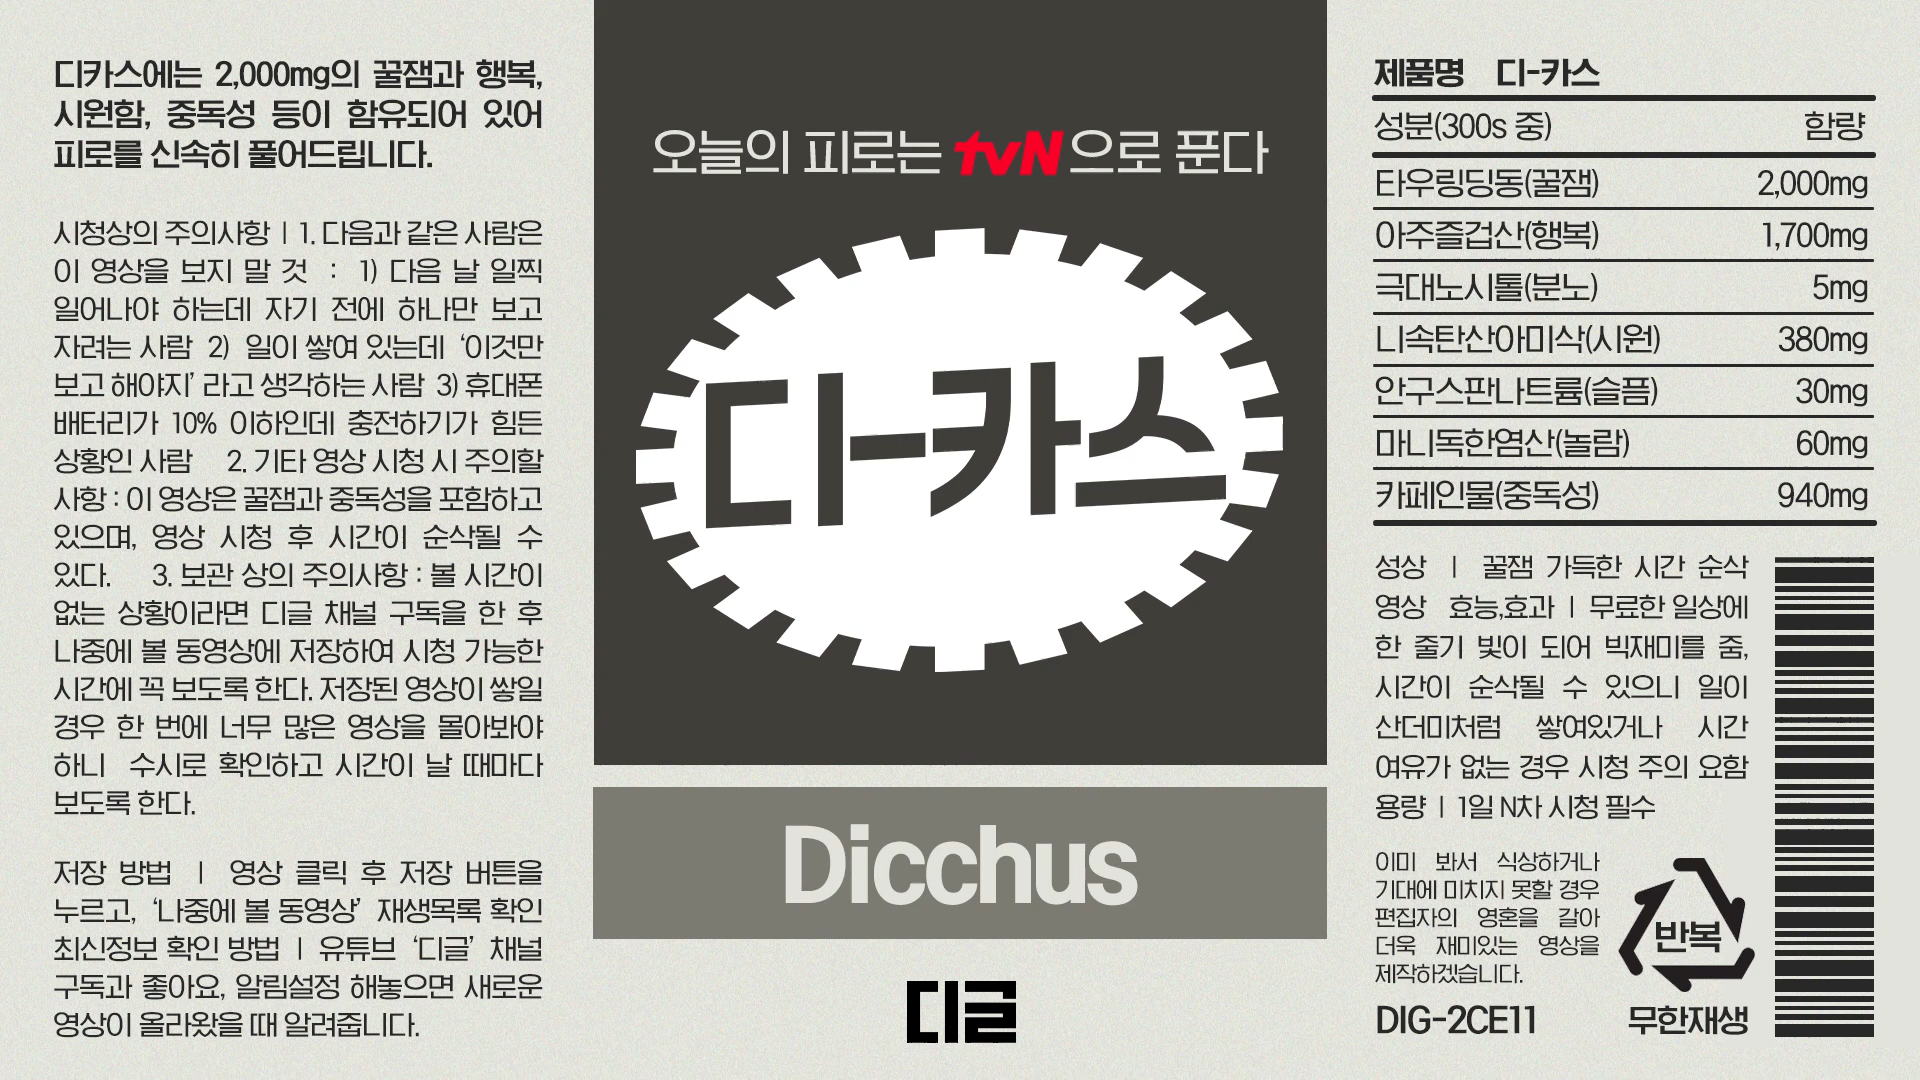 디카스에는 2,000mg의 꿀잼과 행복,
시원함, 중독성 등이 함유되어 있어
피로를 신속히 풀어드립니다.
시청상의 주의사항 | 1. 다음과 같은 사람은
이 영상을 보지 말 것 : 1) 다음 날 일찍
일어나야 하는데 자기 전에 하나만 보고
자려는 사람 2) 일이 쌓여 있는데 ‘이것만
보고 해야지’ 라고 생각하는 사람 3) 휴대폰
배터리가 10% 이하인데 충전하기가 힘든
상황인 사람 2. 기타 영상 시청 시 주의할
사항 : 이 영상은 꿀잼과 중독성을 포함하고
있으며, 영상 시청 후 시간이 순삭될 수
있다. 3. 보관 상의 주의사항 : 볼 시간이
없는 상황이라면 디글 채널 구독을 한 후
나중에 볼 동영상에 저장하여 시청 가능한
시간에 꼭 보도록 한다. 저장된 영상이 쌓일
경우 한 번에 너무 많은 영상을 몰아봐야
하니 수시로 확인하고 시간이 날 때마다
보도록 한다.
저장 방법 | 영상 클릭 후 저장 버튼을
누르고, ‘나중에 볼 동영상’ 재생목록 확인
최신정보 확인 방법 | 유튜브 ‘디글’ 채널
구독과 좋아요, 알림설정 해놓으면 새로운
영상이 올라왔을 때 알려줍니다.
오늘의 피로는 tvN으로 푼다
디-카스
Dicchus
디글
제품명 디-카스
성분(300s 중) 함량
타우링딩동(꿀잼) 2,000mg
아주즐겁산(행복) 1,700mg
극대노시톨(분노) 5mg
니속탄산아미삭(시원) 380mg
안구스판나트륨(슬픔) 30mg
마니독한염산(놀람) 60mg
카페인물(중독성) 940mg
성상 | 꿀잼 가득한 시간 순삭
영상 효능,효과 | 무료한 일상에
한 줄기 빛이 되어 빅재미를 줌,
시간이 순삭될 수 있으니 일이
산더미처럼 쌓여있거나 시간
여유가 없는 경우 시청 주의 요함
용량 | 1일 N차 시청 필수
이미 봐서 식상하거나
기대에 미치지 못할 경우
편집자의 영혼을 갈아
더욱 재미있는 영상을
제작하겠습니다.
DIG-2CE11
반복
무한재생